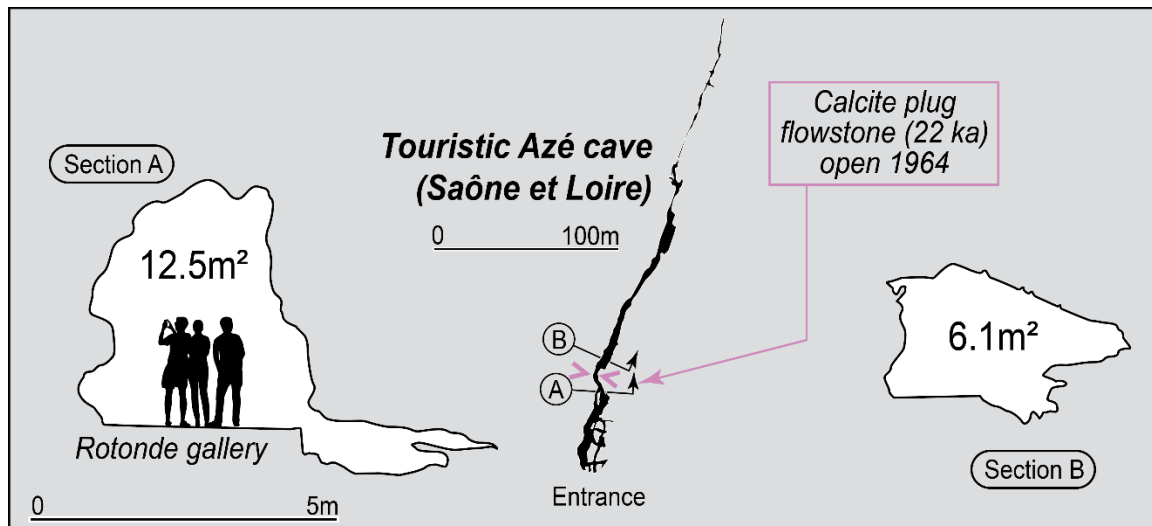 Section A
12.5m²
Rotonde gallery
0 5m
Touristic Azé cave
(Saône et Loire)
0 100m
B
A
Entrance
Calcite plug
flowstone (22 ka)
open 1964
6.1m²
Section B